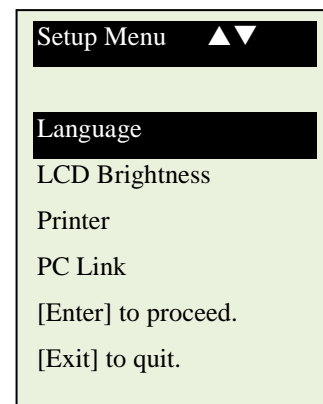 Setup Menu ▲▼
Language
LCD Brightness
Printer
PC Link
[Enter] to proceed.
[Exit] to quit.